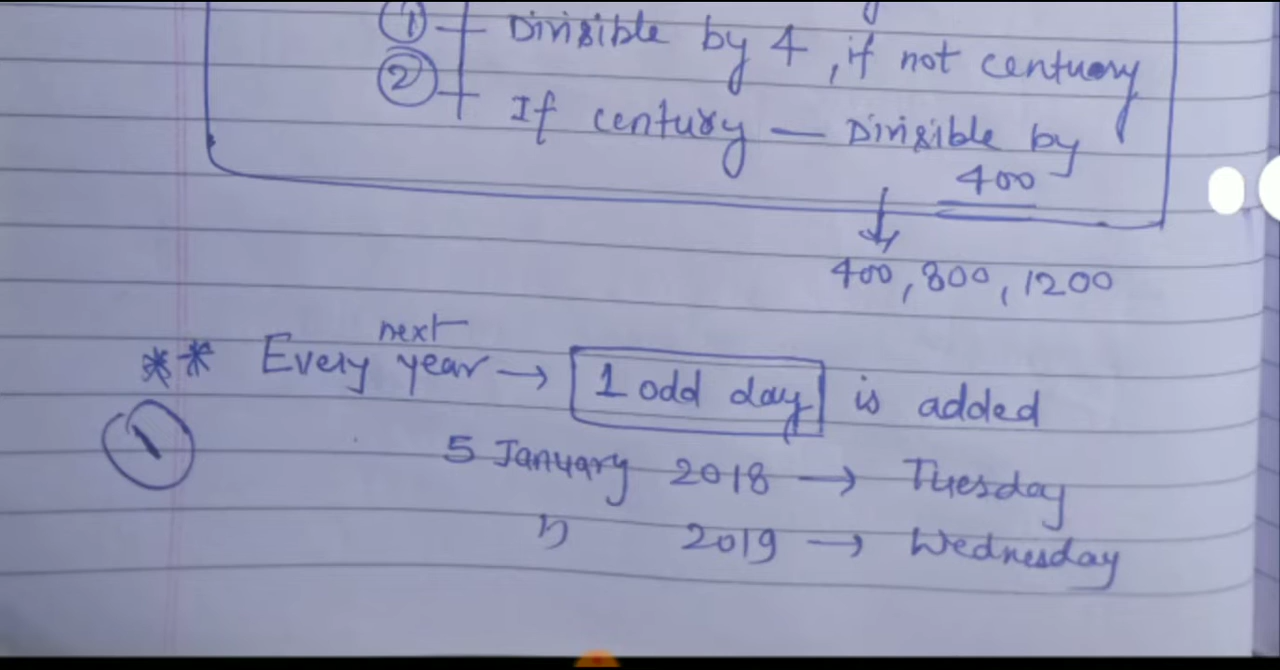 ① Divisible by 4, if not centuary
② If century — Divisible by
400
↓
400, 800, 1200
next
** Every year → 1 odd day is added
① 5 January 2018 → Tuesday
" 2019 → Wednesday